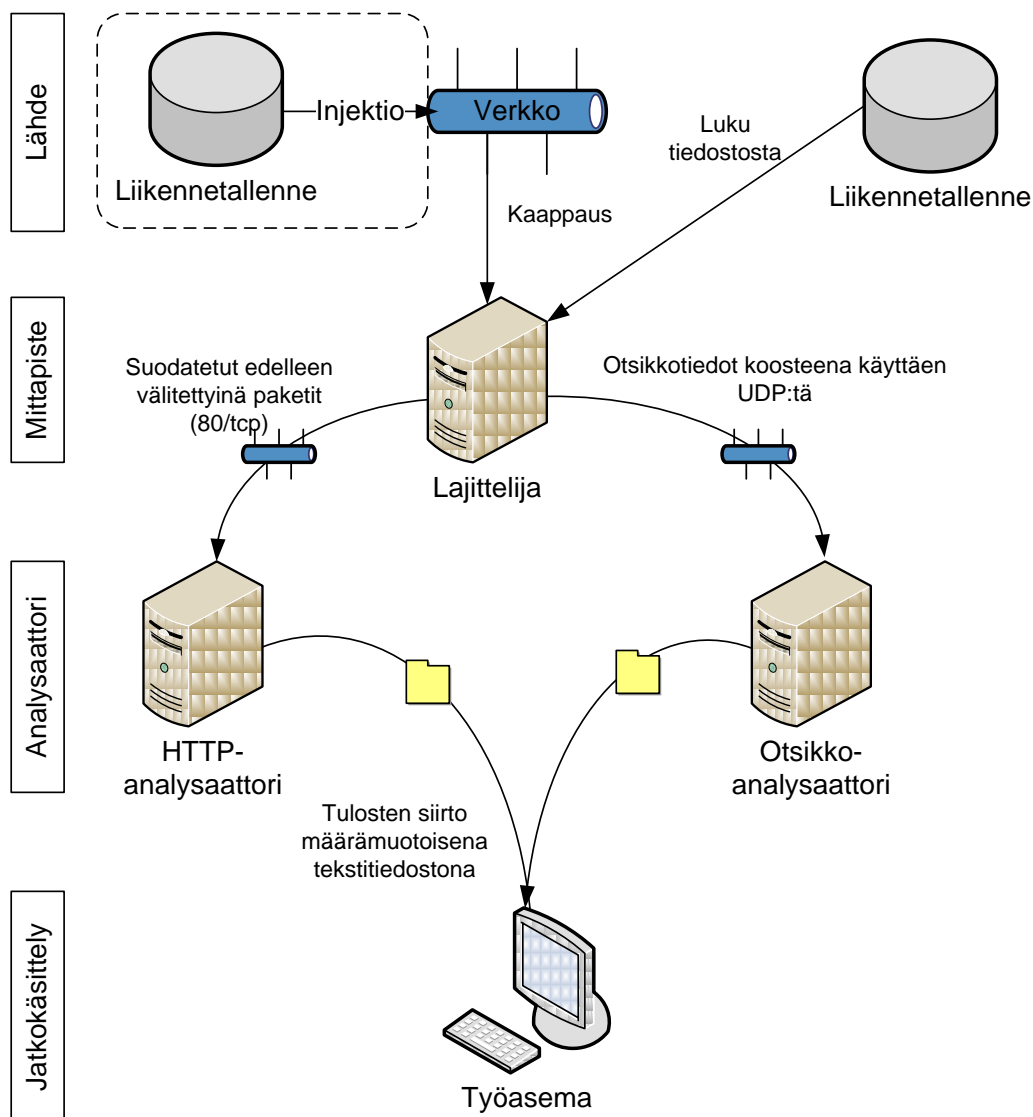 Lähde
Injektio
Verkko
Liikennetallenne
Luku
tiedostosta
Liikennetallenne
Kaappaus
Mittapiste
Suodatetut edelleen
välitettyinä paketit
(80/tcp)
Otsikkotiedot koosteena käyttäen
UDP:tä
Lajittelija
Analysaattori
HTTP-
analysaattori
Otsikko-
analysaattori
Tulosten siirto
määrämuotoisena
tekstitiedostona
Jatkokäsittely
Työasema